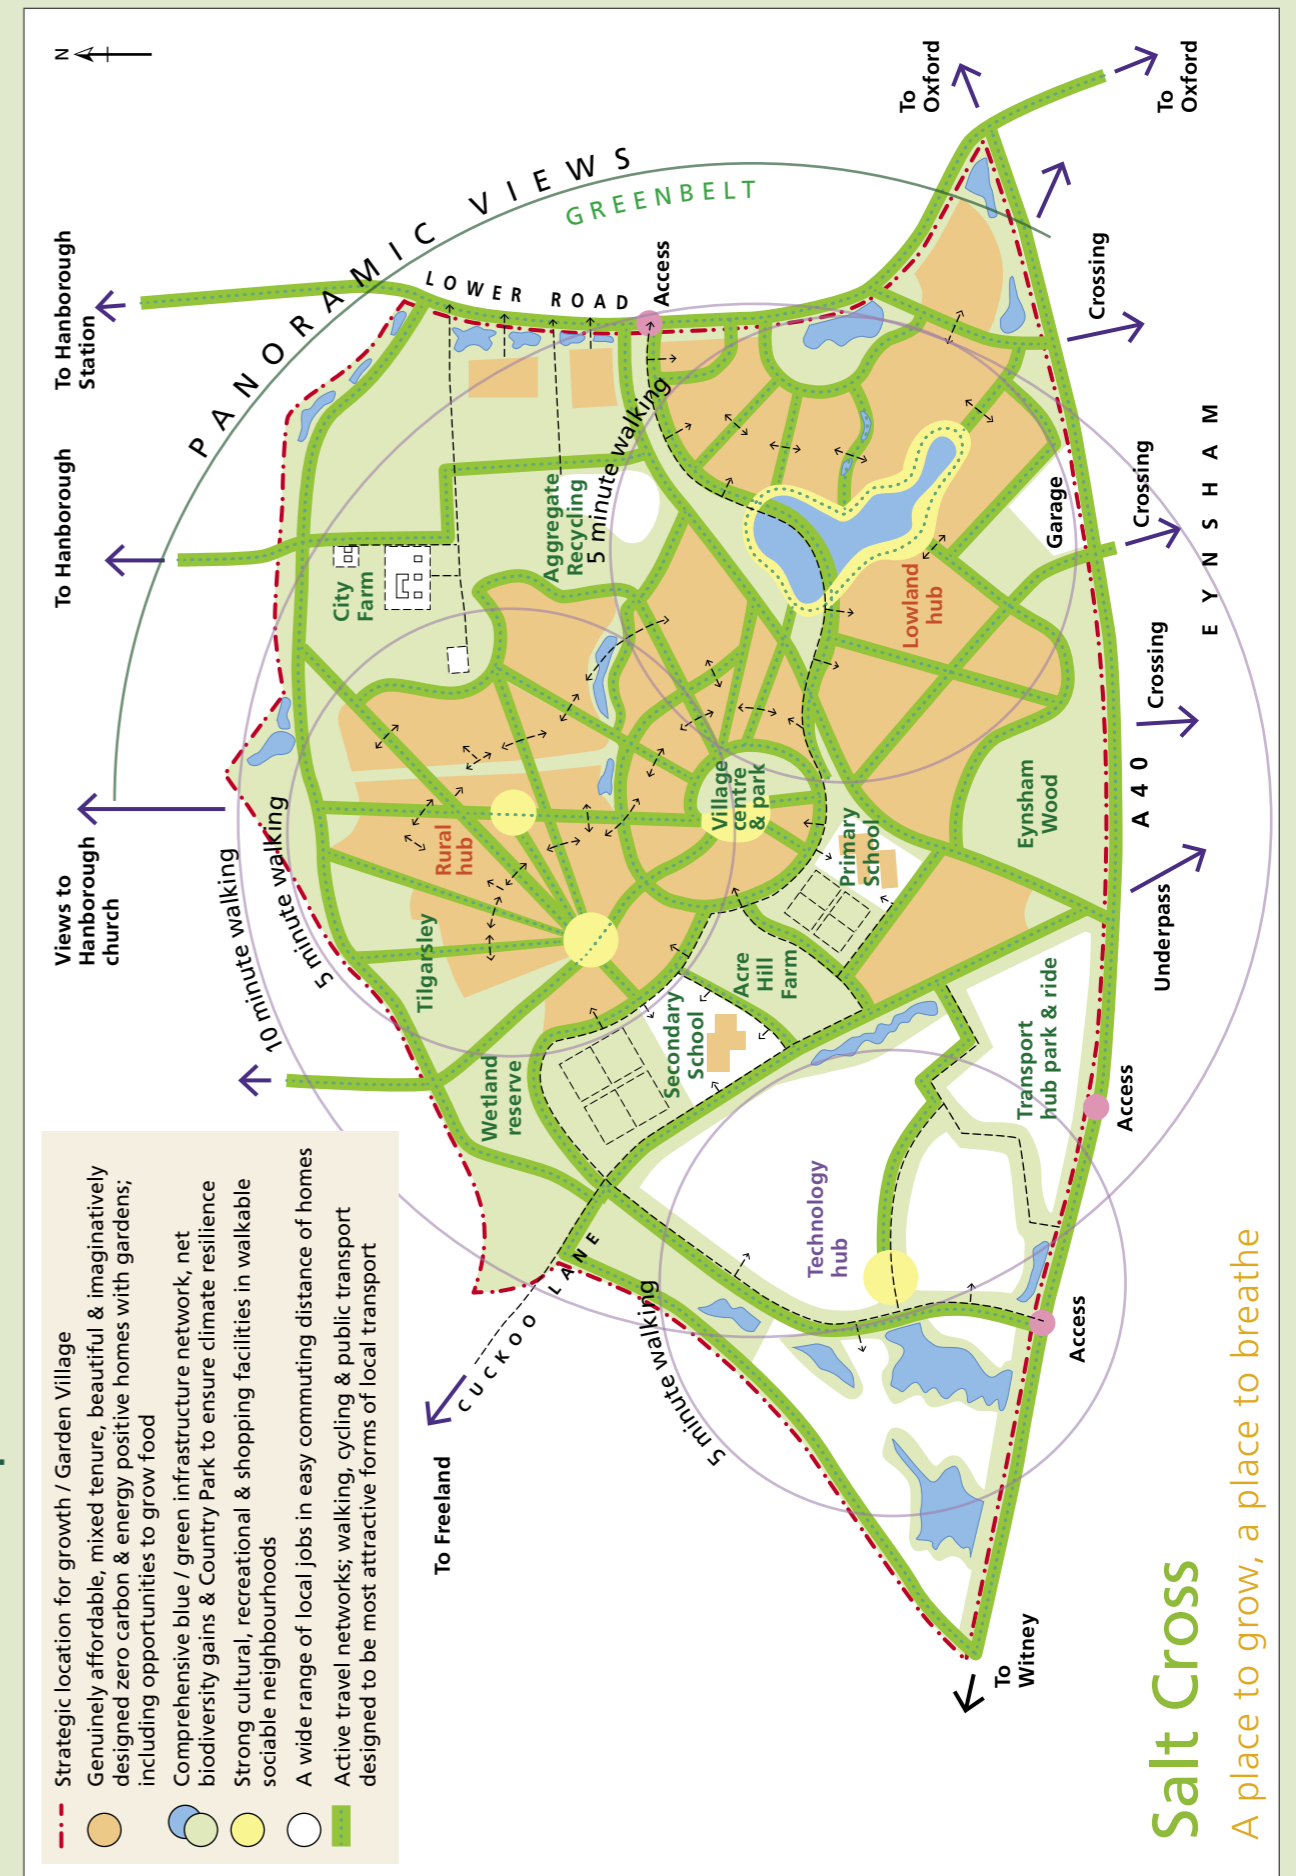 Strategic location for growth / Garden Village
Genuinely affordable, mixed tenure, beautiful & imaginatively
designed zero carbon & energy positive homes with gardens;
including opportunities to grow food
Comprehensive blue / green infrastructure network, net
biodiversity gains & Country Park to ensure climate resilience
Strong cultural, recreational & shopping facilities in walkable
sociable neighbourhoods
A wide range of local jobs in easy commuting distance of homes
Active travel networks; walking, cycling & public transport
designed to be most attractive forms of local transport
Views to
Hanborough
church
To Hanborough
To Hanborough
Station
N
PANORAMIC VIEWS
GREENBELT
LOWER ROAD
Access
To
Oxford
To
Oxford
10 minute walking
5 minute walking
Tilgarsley
Rural
hub
City
Farm
Aggregate
Recycling
5 minute walking
Wetland
reserve
Secondary
School
Acre
Hill
Farm
Village
centre
& park
Primary
School
Lowland
hub
Garage
Eynsham
Wood
To Freeland
CUCKOO LANE
5 minute walking
Technology
hub
Transport
hub park & ride
To
Witney
Access
Access
Underpass
A40
Crossing
Crossing
Crossing
EYNSHAM
Salt Cross
A place to grow, a place to breathe